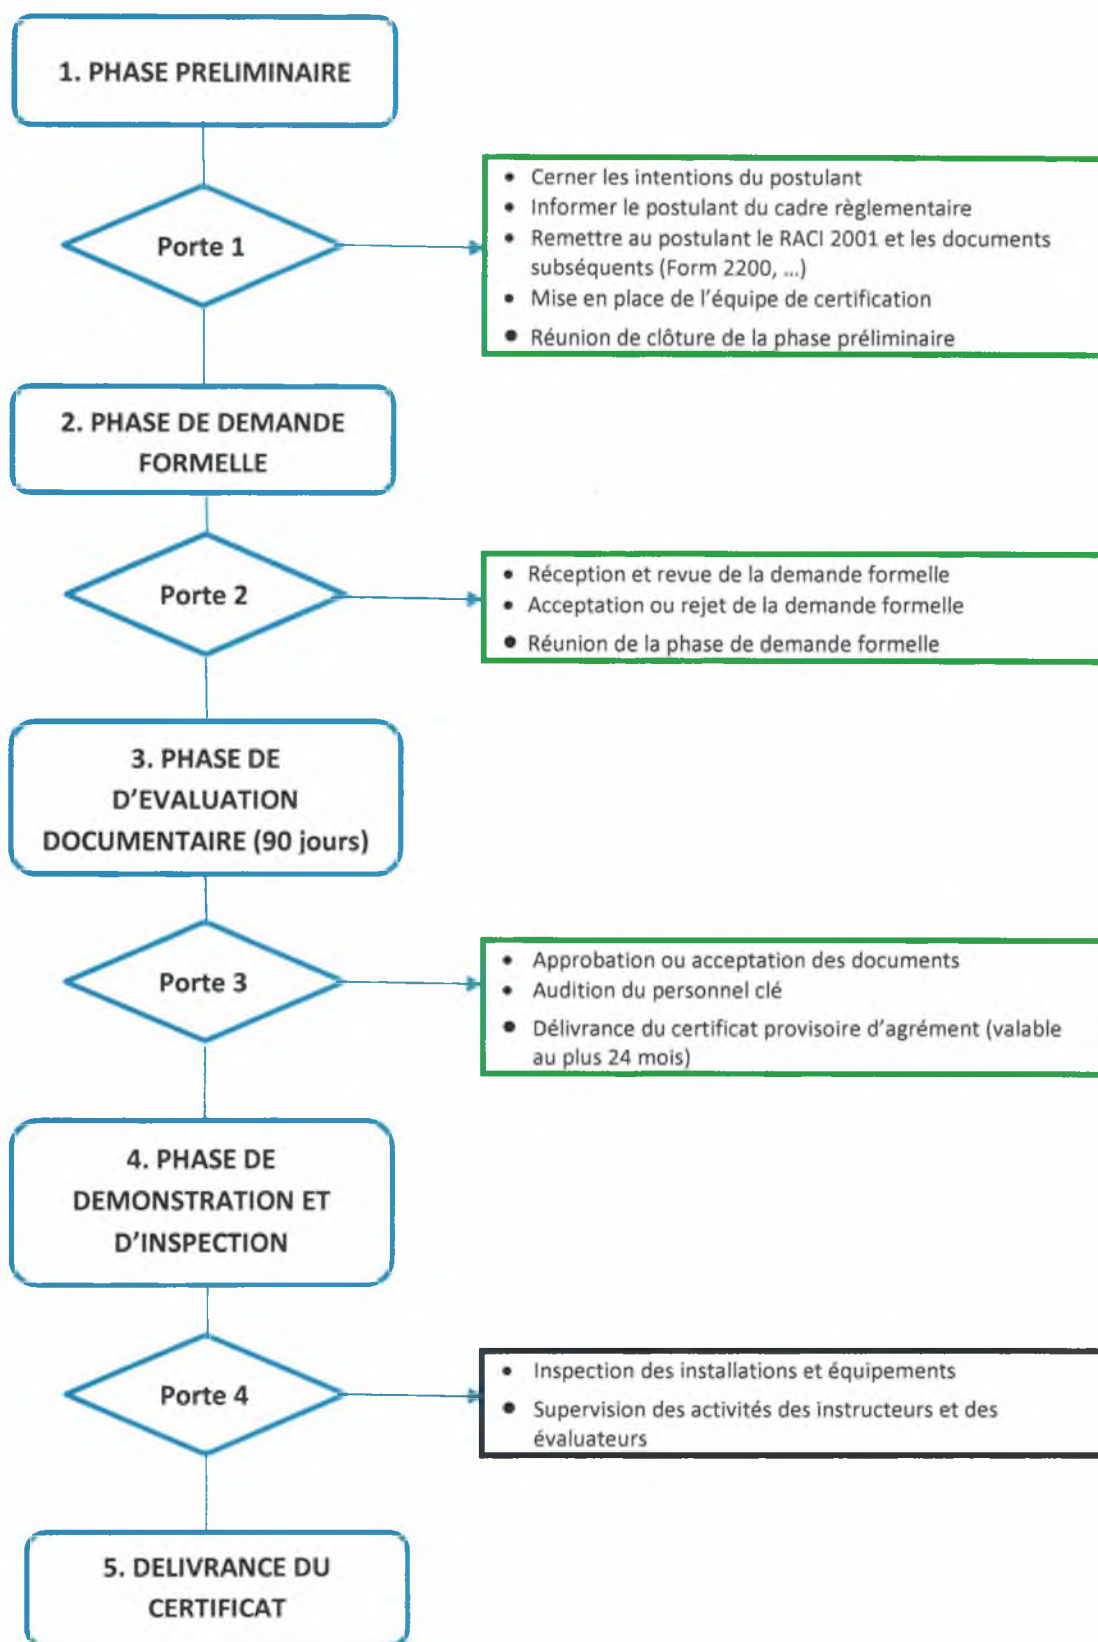 1. PHASE PRELIMINAIRE
Porte 1
• Cerner les intentions du postulant
• Informer le postulant du cadre règlementaire
• Remettre au postulant le RACI 2001 et les documents
subséquents (Form 2200, ...)
• Mise en place de l'équipe de certification
• Réunion de clôture de la phase préliminaire
2. PHASE DE DEMANDE
FORMELLE
Porte 2
• Réception et revue de la demande formelle
• Acceptation ou rejet de la demande formelle
• Réunion de la phase de demande formelle
3. PHASE DE
D'EVALUATION
DOCUMENTAIRE (90 jours)
Porte 3
• Approbation ou acceptation des documents
• Audition du personnel clé
• Délivrance du certificat provisoire d'agrément (valable
au plus 24 mois)
4. PHASE DE
DEMONSTRATION ET
D'INSPECTION
Porte 4
• Inspection des installations et équipements
• Supervision des activités des instructeurs et des
évaluateurs
5. DELIVRANCE DU
CERTIFICAT